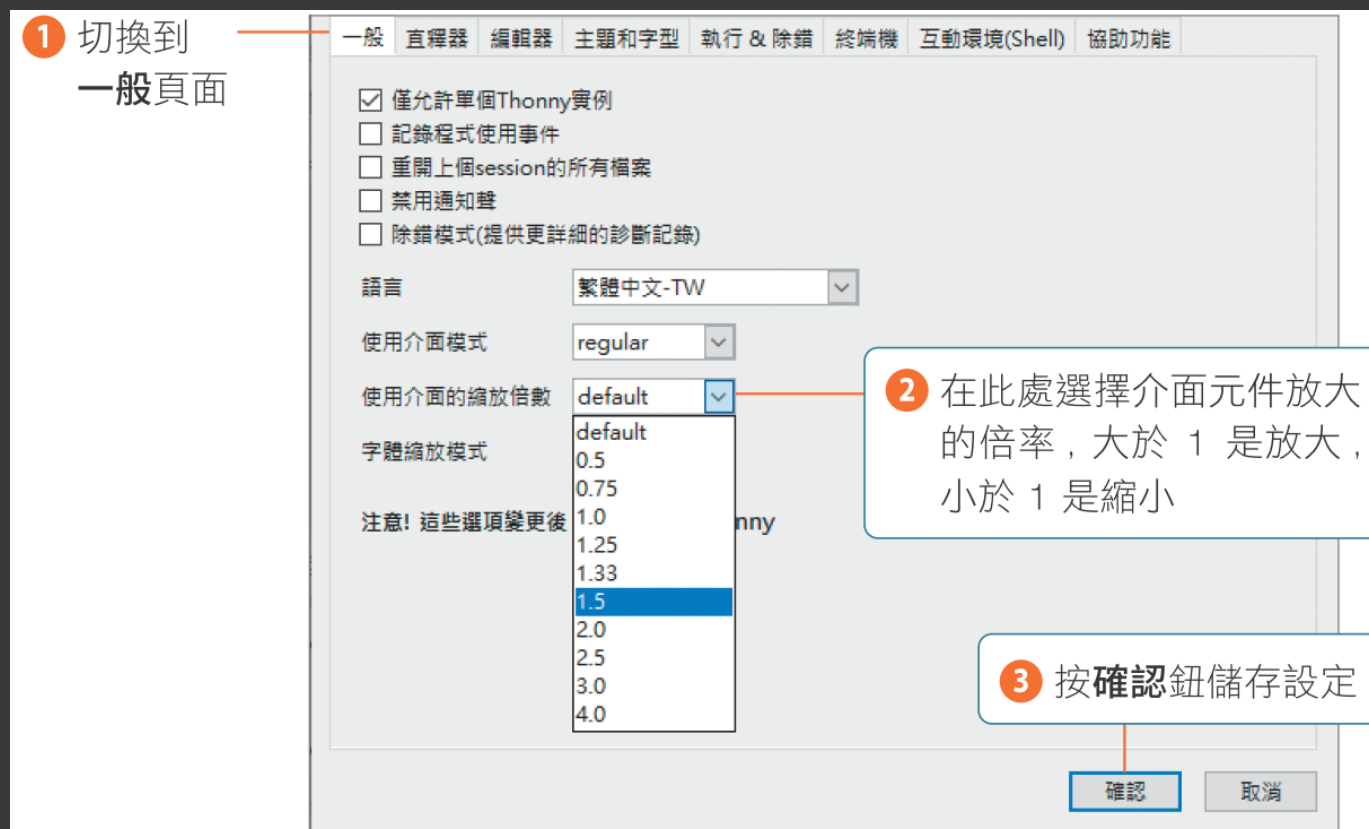 1 切換到
一般頁面
一般 直釋器 編輯器 主題和字型 執行 & 除錯 終端機 互動環境(Shell) 協助功能
僅允許單個Thonny實例
記錄程式使用事件
重開上個session的所有檔案
禁用通知聲
除錯模式(提供更詳細的診斷記錄)
語言 繁體中文-TW
使用介面模式 regular
使用介面的縮放倍數 default
字體縮放模式
注意! 這些選項變更後 nny
default
0.5
0.75
1.0
1.25
1.33
1.5
2.0
2.5
3.0
4.0
2 在此處選擇介面元件放大
的倍率，大於 1 是放大，
小於 1 是縮小
3 按確認鈕儲存設定
確認 取消